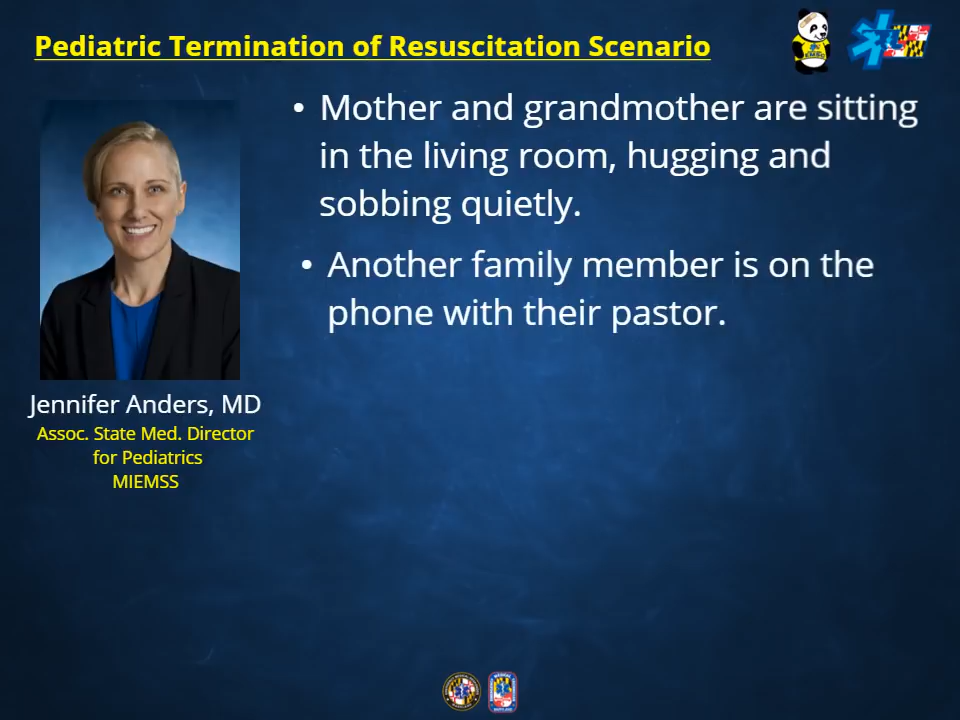 Pediatric Termination of Resuscitation Scenario
• Mother and grandmother are sitting
in the living room, hugging and
sobbing quietly.
• Another family member is on the
phone with their pastor.
Jennifer Anders, MD
Assoc. State Med. Director
for Pediatrics
MIEMSS